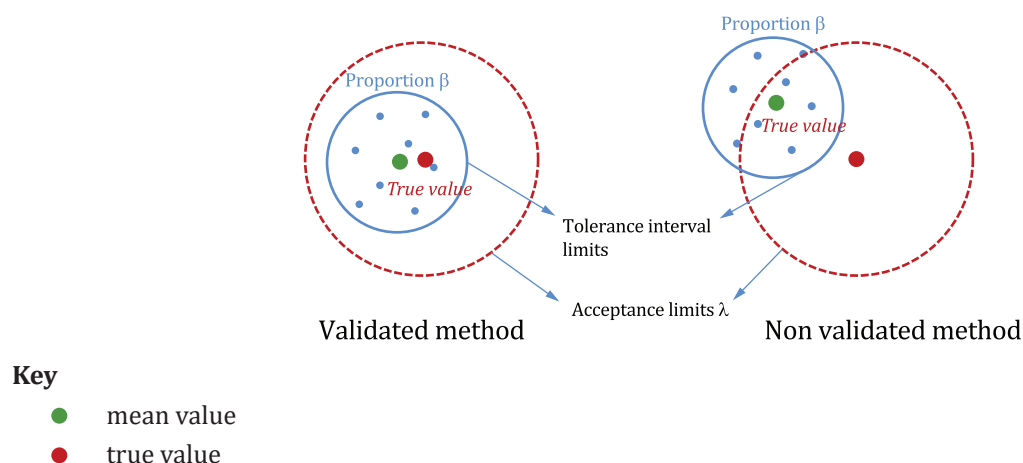 Proportion β
Proportion β
True value
True value
Tolerance interval
limits
Acceptance limits λ
Validated method
Non validated method
Key
mean value
true value